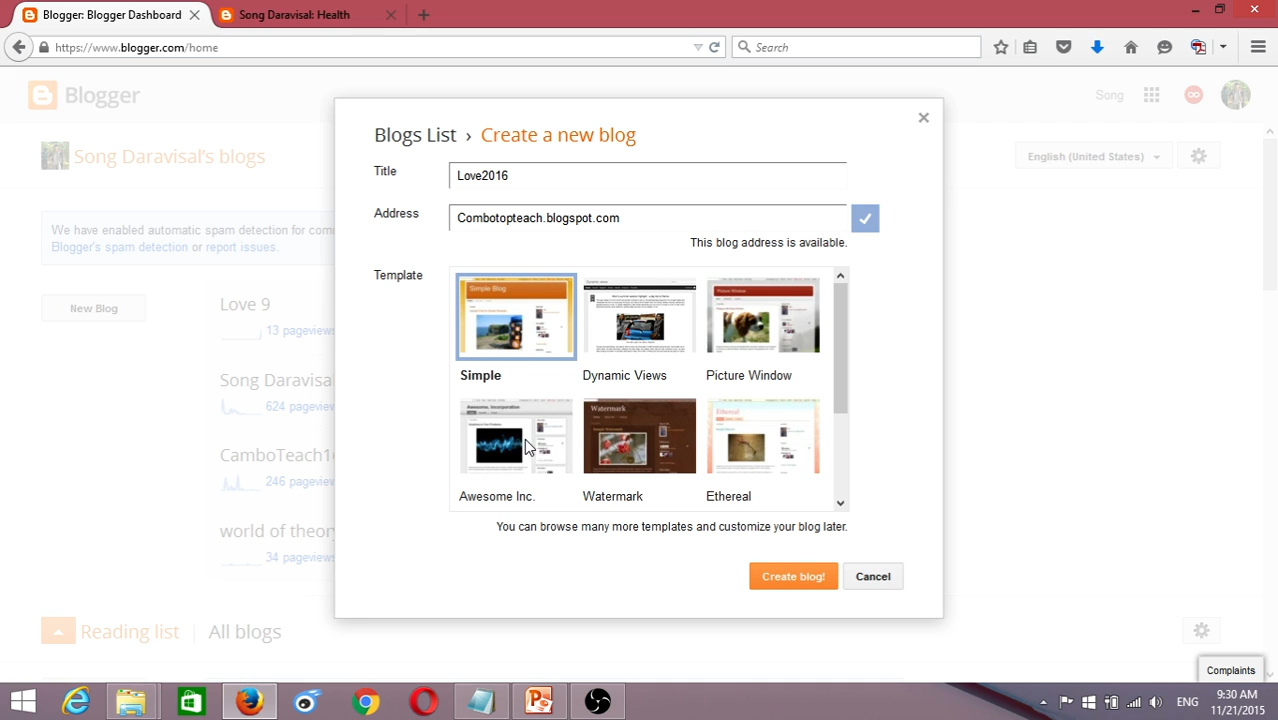 Blogger: Blogger Dashboard
Song Daravisal: Health
https://www.blogger.com/home
Search
Blogger
Song
Song Daravisal's blogs
English (United States)
We have enabled automatic spam detection for com
Blogger's spam detection or report issues.
New Blog
Love 9
13 pageviews
Song Daravisa
624 pageview
CamboTeach1
246 pageview
world of theor
34 pageviews
Reading list
All blogs
Blogs List › Create a new blog
Title
Love2016
Address
Combotopteach.blogspot.com
This blog address is available.
Template
Simple Blog
Simple
Dynamic Views
Picture Window
Picture Window
Awesome, Incorporation
Awesome Inc.
Watermark
Watermark
Ethereal
Ethereal
You can browse many more templates and customize your blog later.
Create blog!
Cancel
Complaints
ENG
9:30 AM
11/21/2015